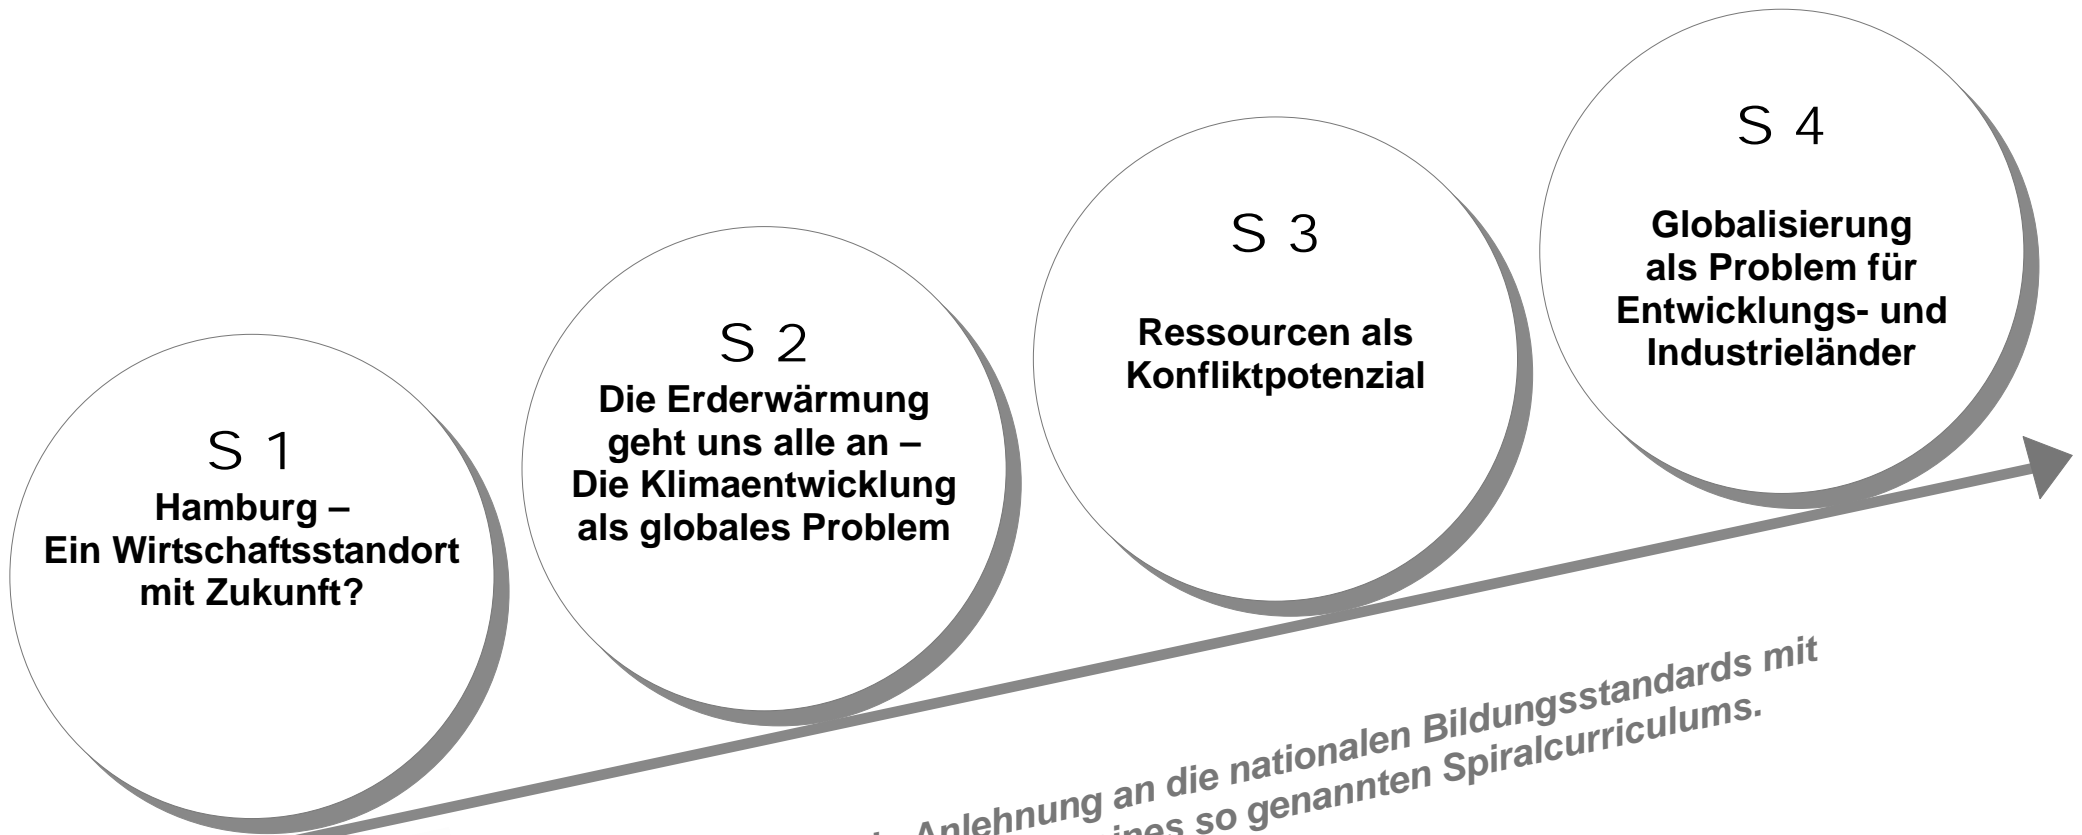 S 1
Hamburg –
Ein Wirtschaftsstandort
mit Zukunft?
S 2
Die Erderwärmung
geht uns alle an –
Die Klimaentwicklung
als globales Problem
S 3
Ressourcen als
Konfliktpotenzial
S 4
Globalisierung
als Problem für
Entwicklungs- und
Industrieländer
Anlehnung an die nationalen Bildungsstandards mit
so genannten Spiralcurriculums.